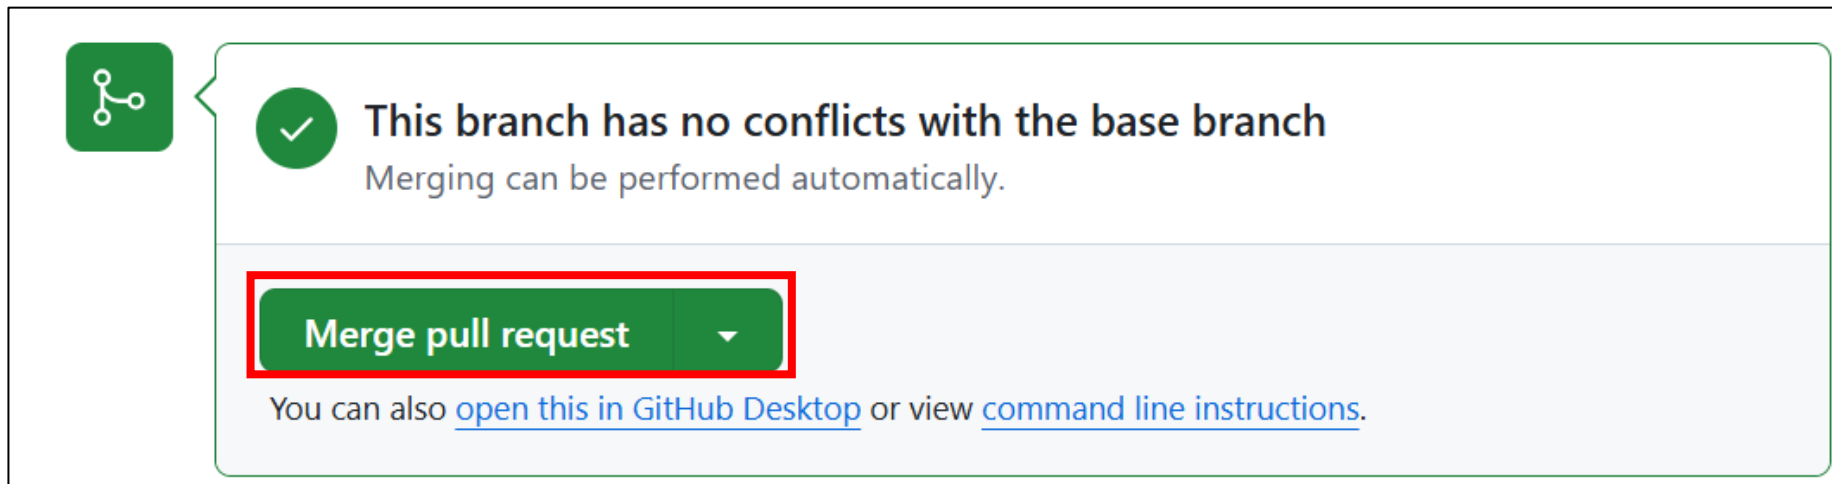 This branch has no conflicts with the base branch
Merging can be performed automatically.
Merge pull request
You can also open this in GitHub Desktop or view command line instructions.